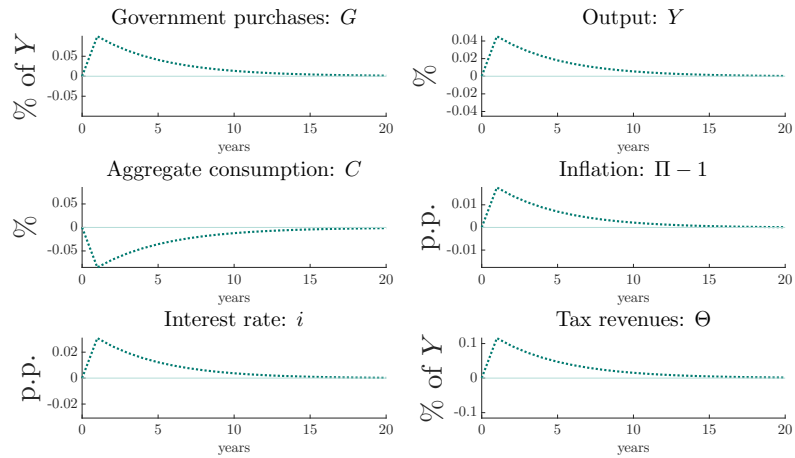 Government purchases: G
% of Y
0.05
0
-0.05
0 5 10 15 20
years
Output: Y
%
0.04
0.02
0
-0.02
-0.04
0 5 10 15 20
years
Aggregate consumption: C
%
0.05
0
-0.05
0 5 10 15 20
years
Inflation: Π − 1
p.p.
0.01
0
-0.01
0 5 10 15 20
years
Interest rate: i
p.p.
0.02
0
-0.02
0 5 10 15 20
years
Tax revenues: Θ
% of Y
0.1
0
-0.1
0 5 10 15 20
years